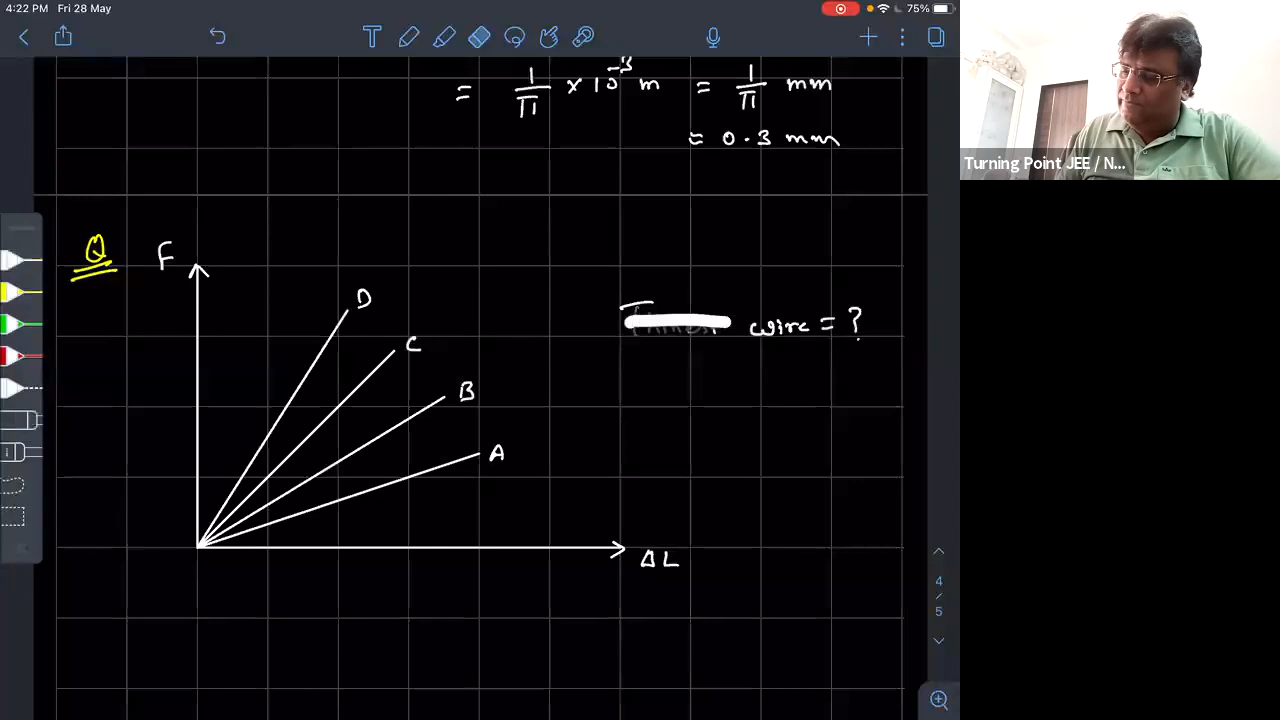 4:22 PM Fri 28 May
75%
= 1/π × 10⁻³ m = 1/π mm
= 0.3 mm
Turning Point JEE / N...
Q
F
D
C
wire = ?
B
A
ΔL
4
/
5
T